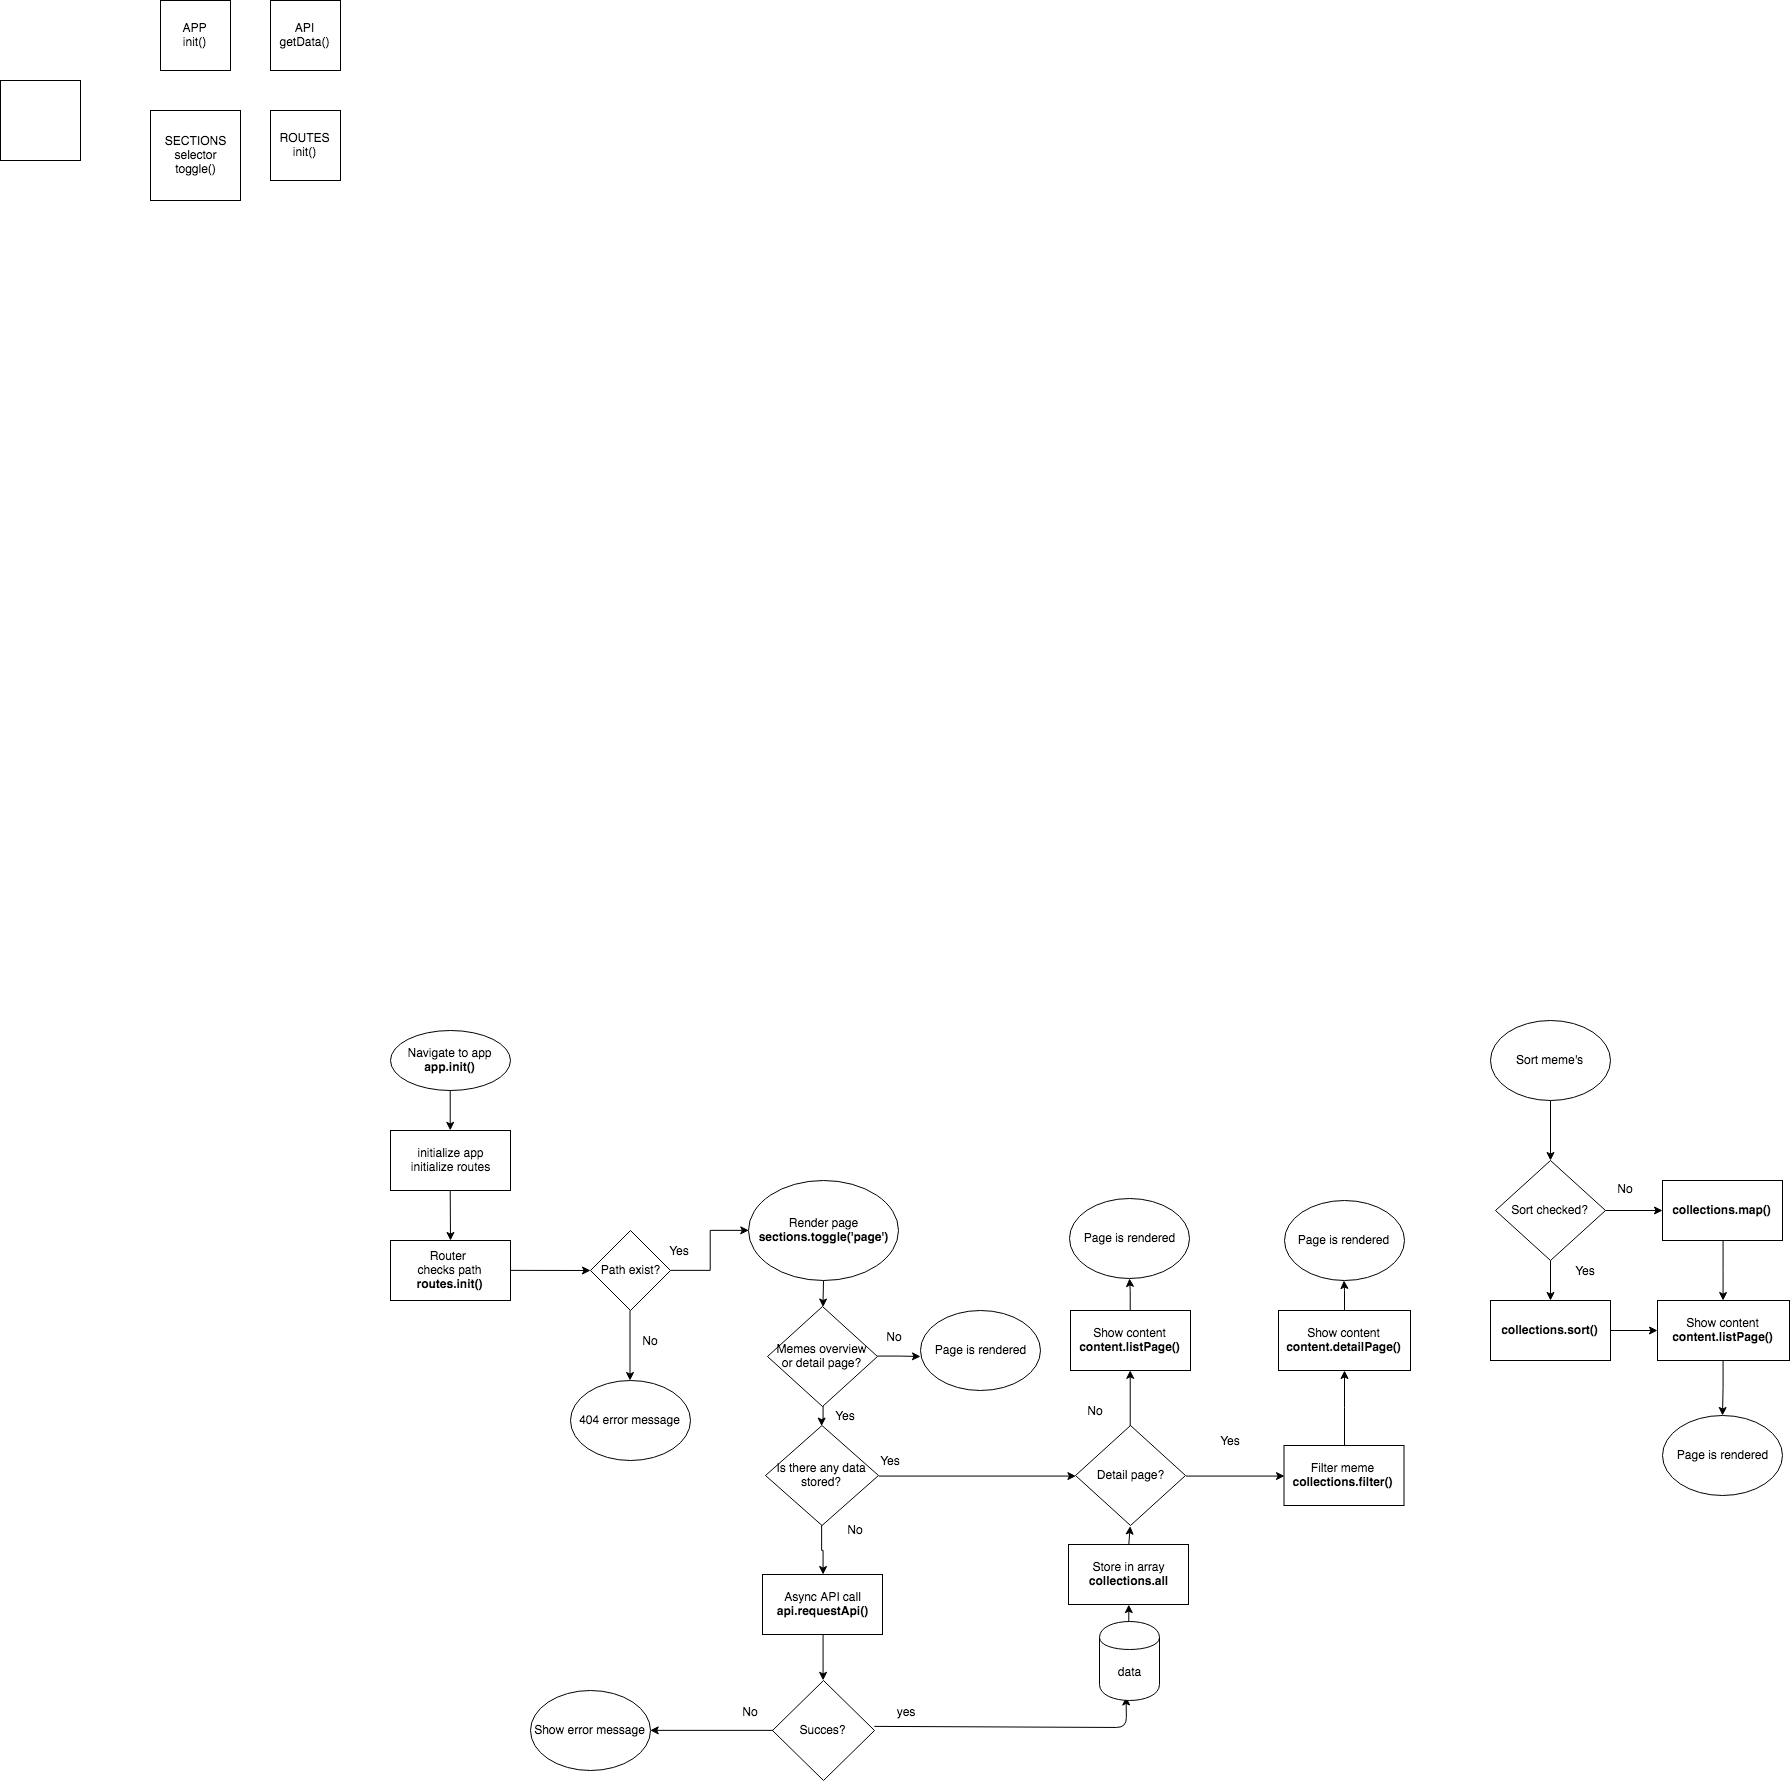 APP
init()
API
getData()
SECTIONS
selector
toggle()
ROUTES
init()
Navigate to app
app.init()
initialize app
initialize routes
Router
checks path
routes.init()
Path exist?
Yes
No
404 error message
Render page
sections.toggle('page')
Memes overview
or detail page?
No
Page is rendered
Yes
Is there any data
stored?
Yes
No
Async API call
api.requestApi()
Succes?
No
Show error message
yes
data
Store in array
collections.all
Detail page?
No
Show content
content.listPage()
Page is rendered
Yes
Filter meme
collections.filter()
Show content
content.detailPage()
Page is rendered
Sort meme's
Sort checked?
No
collections.map()
Yes
collections.sort()
Show content
content.listPage()
Page is rendered